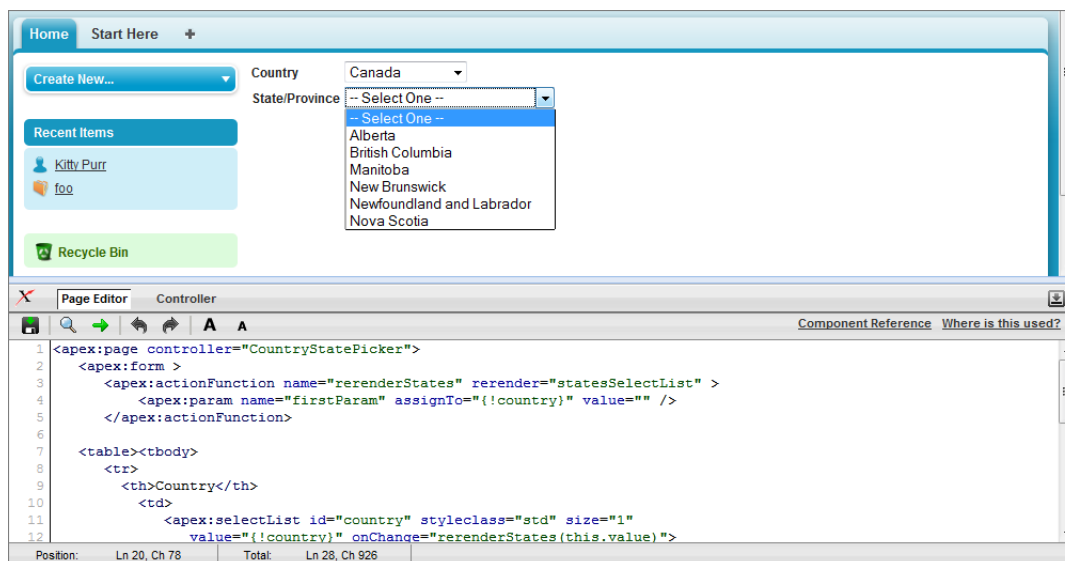 Home Start Here +
Create New...
Country Canada
State/Province -- Select One --
-- Select One --
Alberta
British Columbia
Manitoba
New Brunswick
Newfoundland and Labrador
Nova Scotia
Recent Items
Kitty Purr
foo
Recycle Bin
Page Editor Controller
A A Component Reference Where is this used?
1 <apex:page controller="CountryStatePicker">
2 <apex:form >
3 <apex:actionFunction name="rerenderStates" rerender="statesSelectList" >
4 <apex:param name="firstParam" assignTo="{!country}" value="" />
5 </apex:actionFunction>
6
7 <table><tbody>
8 <tr>
9 <th>Country</th>
10 <td>
11 <apex:selectList id="country" styleclass="std" size="1"
12 value="{!country}" onChange="rerenderStates(this.value)">
Position: Ln 20, Ch 78 Total: Ln 28, Ch 926